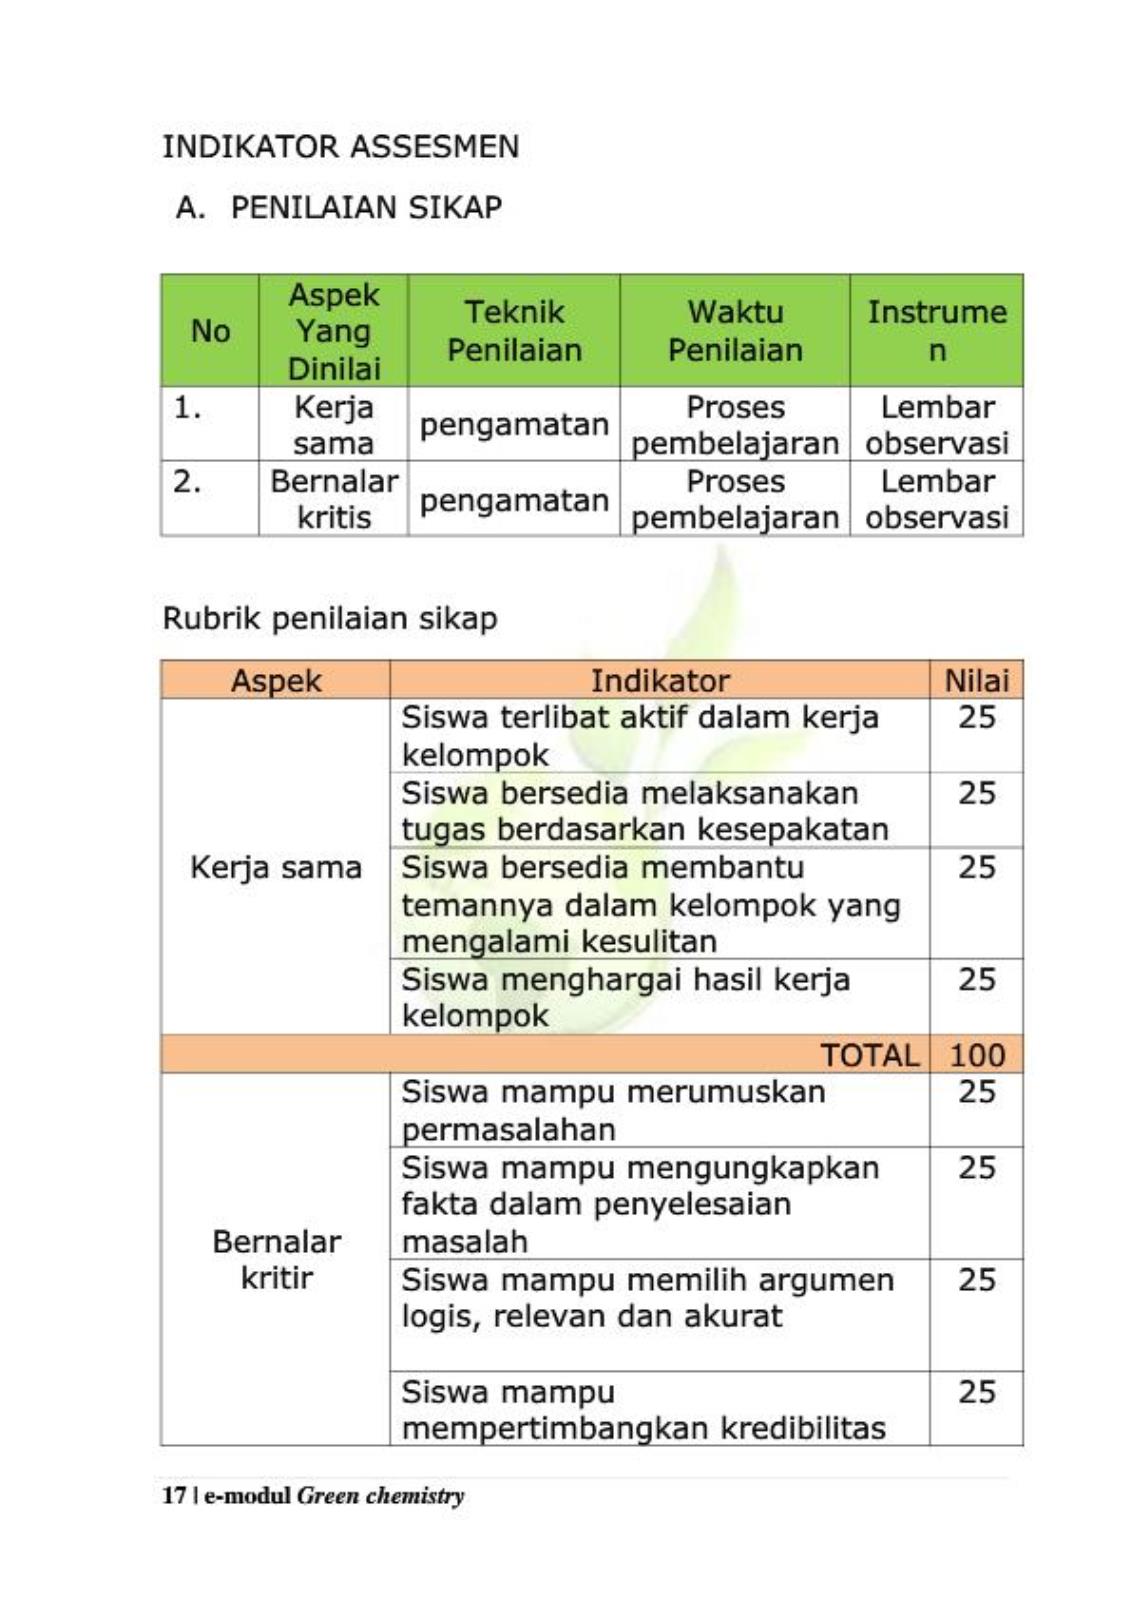 INDIKATOR ASSESMEN
A. PENILAIAN SIKAP
No
Aspek
Yang
Dinilai
Teknik
Penilaian
Waktu
Penilaian
Instrume
n
1.
Kerja
sama
pengamatan
Proses
pembelajaran
Lembar
observasi
2.
Bernalar
kritis
pengamatan
Proses
pembelajaran
Lembar
observasi
Rubrik penilaian sikap
Aspek Indikator Nilai
Kerja sama
Siswa terlibat aktif dalam kerja 25
kelompok
Siswa bersedia melaksanakan 25
tugas berdasarkan kesepakatan
Siswa bersedia membantu 25
temannya dalam kelompok yang
mengalami kesulitan
Siswa menghargai hasil kerja 25
kelompok
TOTAL 100
Bernalar
kritir
Siswa mampu merumuskan 25
permasalahan
Siswa mampu mengungkapkan 25
fakta dalam penyelesaian
masalah
Siswa mampu memilih argumen 25
logis, relevan dan akurat
Siswa mampu 25
mempertimbangkan kredibilitas
17 | e-modul Green chemistry